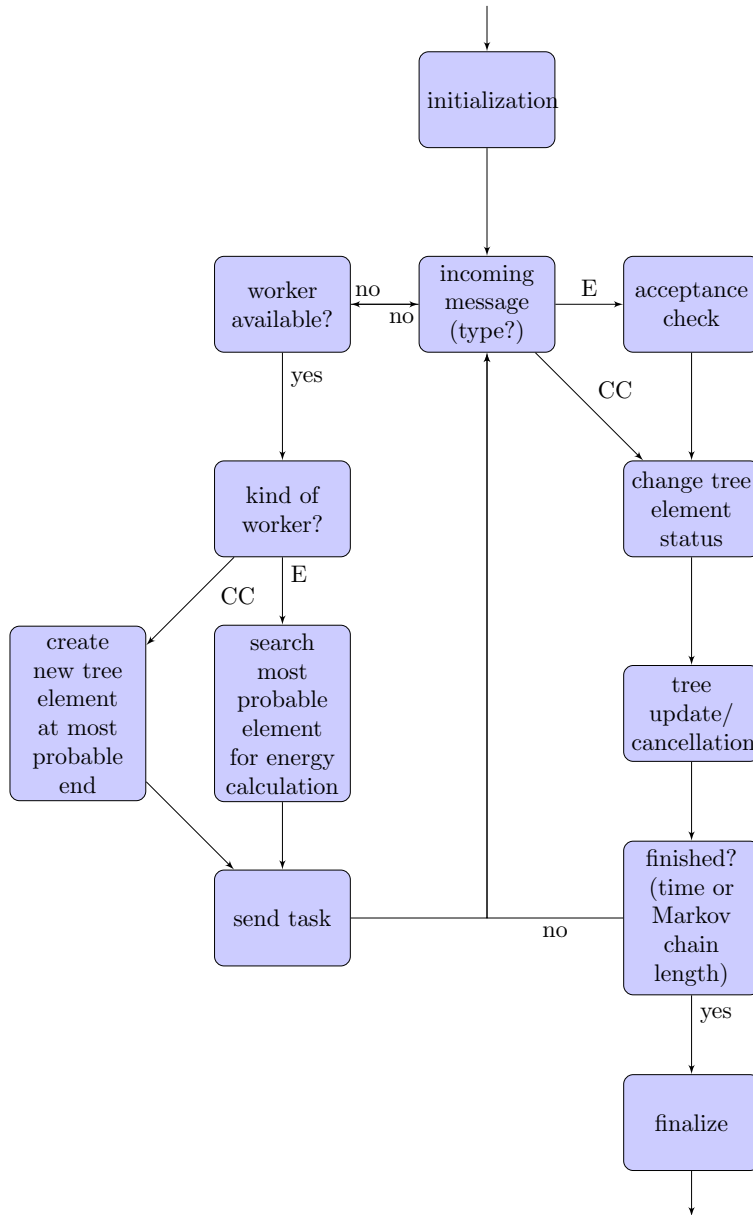 initialization
worker
available?
no
no
incoming
message
(type?)
E
acceptance
check
yes
CC
kind of
worker?
change tree
element
status
CC
E
create
new tree
element
at most
probable
end
search
most
probable
element
for energy
calculation
tree
update/
cancellation
send task
no
finished?
(time or
Markov
chain
length)
yes
finalize